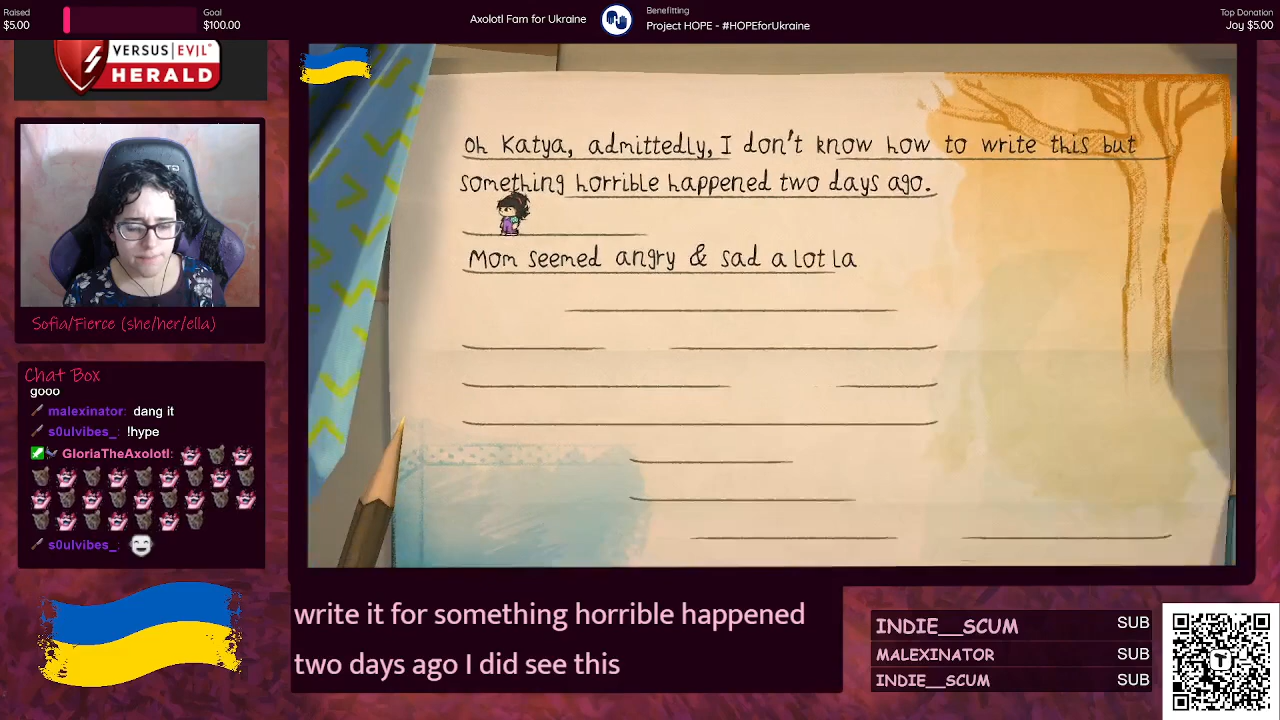 Raised
$5.00
Goal
$100.00
Axolotl Fam for Ukraine
Benefitting
Project HOPE - #HOPEforUkraine
Top Donation
Joy $5.00
VERSUS|EVIL
HERALD
Sofia/Fierce (she/her/ella)
Chat Box
gooo
malexinator: dang it
s0ulvibes_: !hype
GloriaTheAxolotl:
s0ulvibes_:
Oh Katya, admittedly, I don't know how to write this but
something horrible happened two days ago.
Mom seemed angry & sad a lot la
write it for something horrible happened
two days ago I did see this
INDIE__SCUM SUB
MALEXINATOR SUB
INDIE__SCUM SUB
T